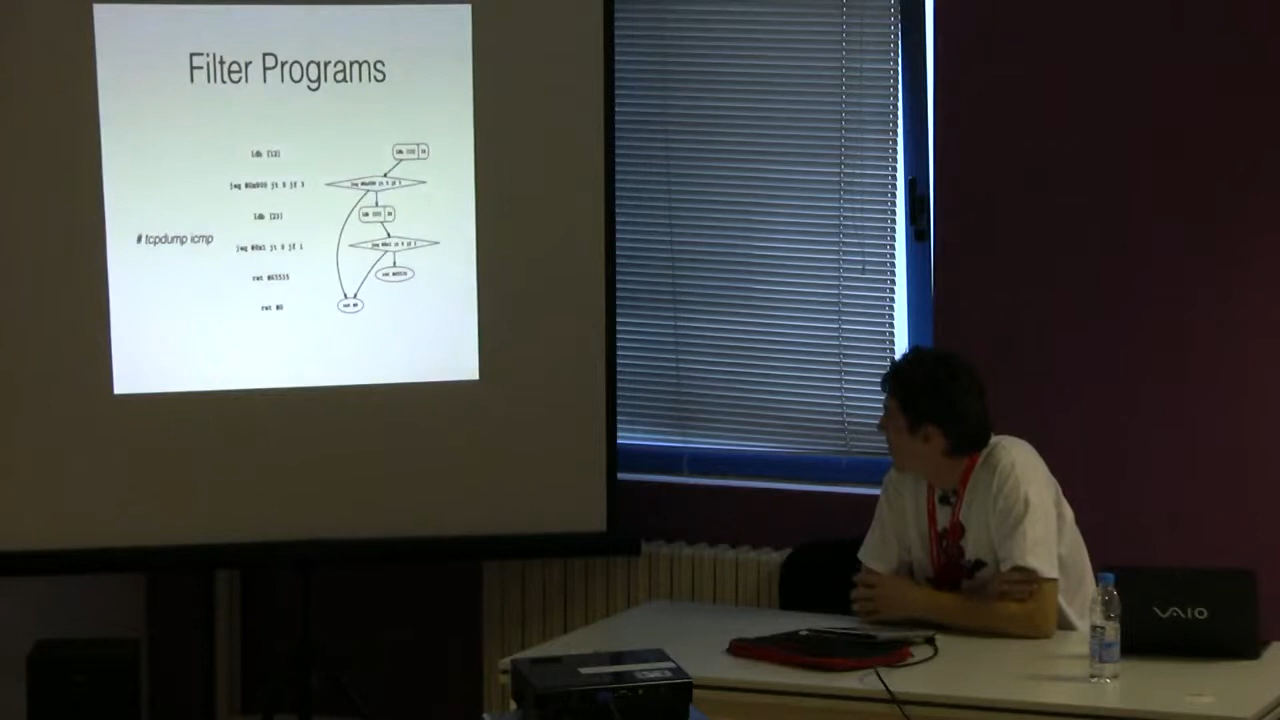 Filter Programs
ldb [12]
jeq #0x800 jt 0 jf 3
ldb [23]
# tcpdump icmp
jeq #0x1 jt 0 jf 1
ret #65535
ret #0
VAIO